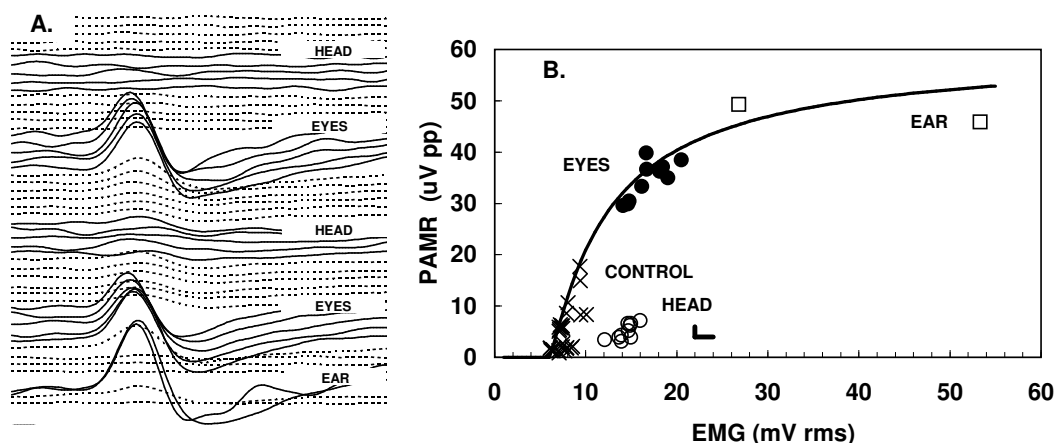 A.
HEAD
EYES
HEAD
EYES
EAR
B.
60
50
40
30
20
10
0
PAMR (uV pp)
EAR
EYES
CONTROL
HEAD
0 10 20 30 40 50 60
EMG (mV rms)